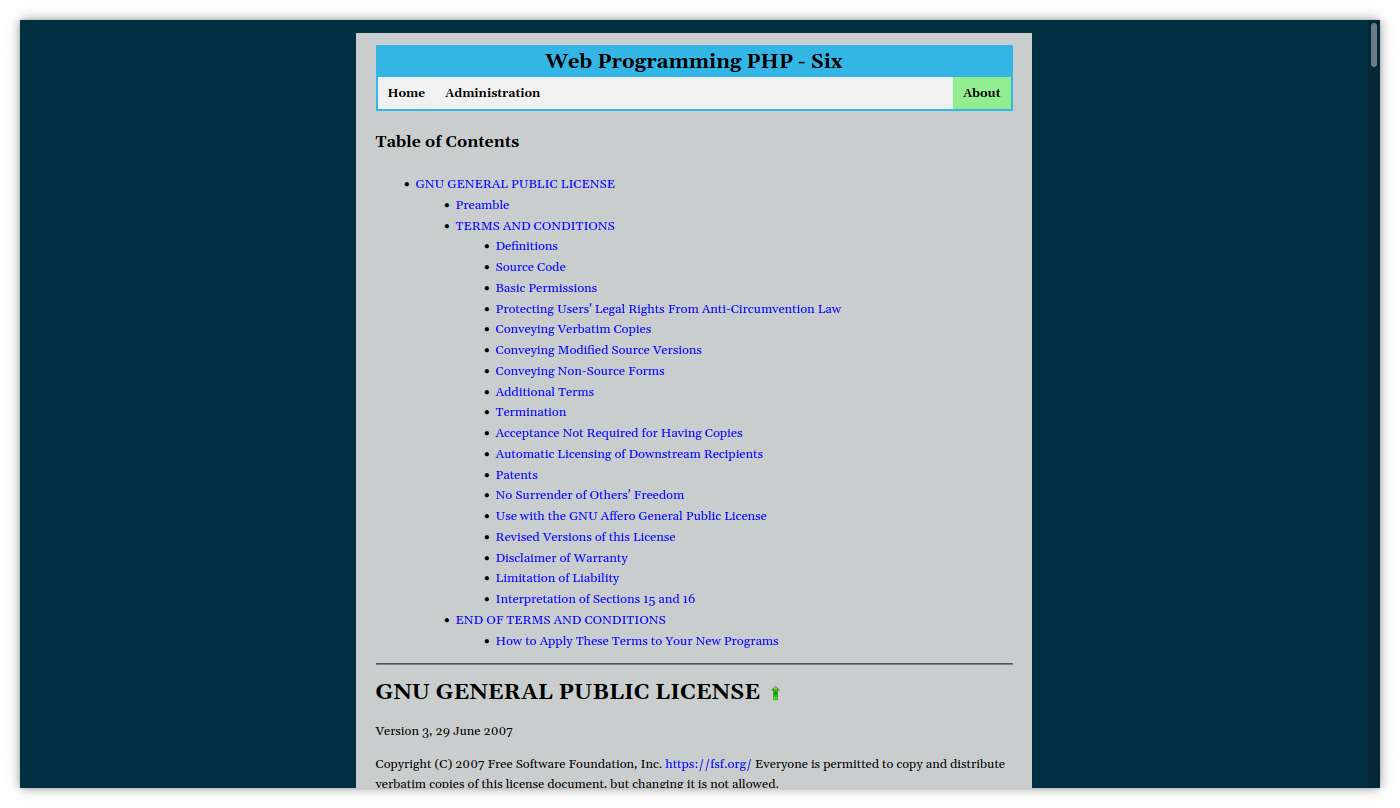 Web Programming PHP - Six
Home Administration About
Table of Contents
GNU GENERAL PUBLIC LICENSE
Preamble
TERMS AND CONDITIONS
Definitions
Source Code
Basic Permissions
Protecting Users' Legal Rights From Anti-Circumvention Law
Conveying Verbatim Copies
Conveying Modified Source Versions
Conveying Non-Source Forms
Additional Terms
Termination
Acceptance Not Required for Having Copies
Automatic Licensing of Downstream Recipients
Patents
No Surrender of Others' Freedom
Use with the GNU Affero General Public License
Revised Versions of this License
Disclaimer of Warranty
Limitation of Liability
Interpretation of Sections 15 and 16
END OF TERMS AND CONDITIONS
How to Apply These Terms to Your New Programs
GNU GENERAL PUBLIC LICENSE
Version 3, 29 June 2007
Copyright (C) 2007 Free Software Foundation, Inc. https://fsf.org/ Everyone is permitted to copy and distribute
verbatim copies of this license document, but changing it is not allowed.